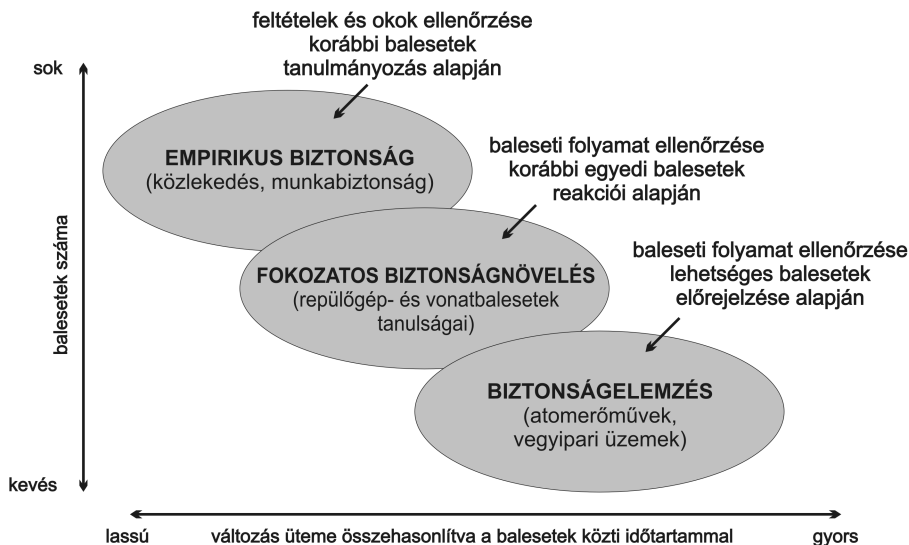 feltételek és okok ellenőrzése
korábbi balesetek
tanulmányozás alapján
sok
EMPIRIKUS BIZTONSÁG
(közlekedés, munkabiztonság)
baleseti folyamat ellenőrzése
korábbi egyedi balesetek
reakciói alapján
balesetek száma
FOKOZATOS BIZTONSÁGNÖVELÉS
(repülőgép- és vonatbalesetek
tanulságai)
baleseti folyamat ellenőrzése
lehetséges balesetek
előrejelzése alapján
BIZTONSÁGELEMZÉS
(atomerőművek,
vegyipari üzemek)
kevés
lassú változás üteme összehasonlítva a balesetek közti időtartammal gyors